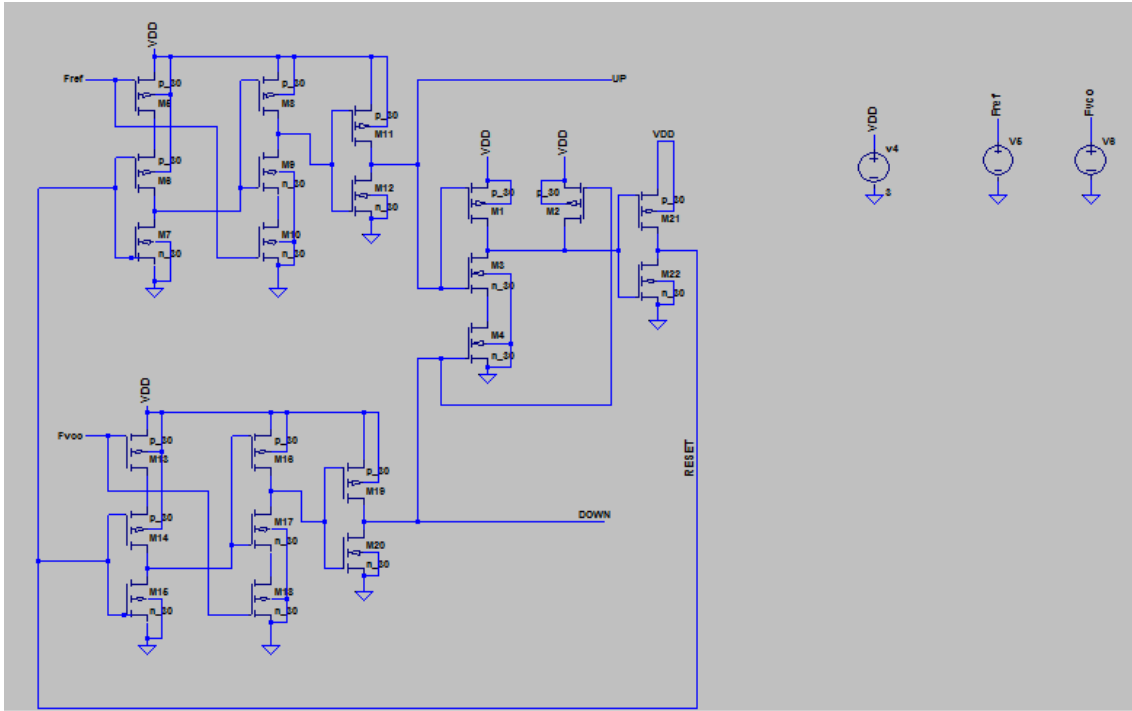 VDD
Fref
p_30
M5
p_30
M6
M7
n_30
p_30
M8
M9
n_30
M10
n_30
p_30
M11
M12
n_30
UP
VDD
p_30
M1
VDD
p_30
M2
VDD
p_30
M21
M3
n_30
M4
n_30
M22
n_30
VDD
v4
3
Fref
V5
Fvco
V6
VDD
Fvco
p_30
M13
p_30
M14
M15
n_30
p_30
M16
M17
n_30
M18
n_30
p_30
M19
M20
n_30
DOWN
RESET